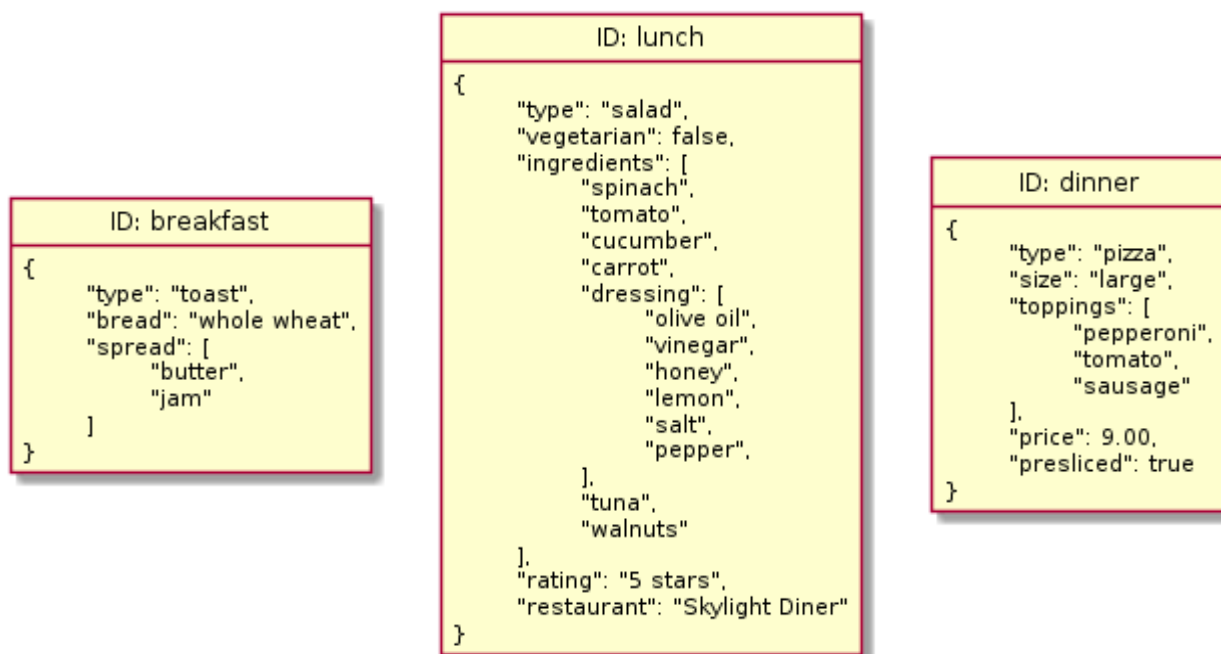 ID: breakfast
{
"type": "toast",
"bread": "whole wheat",
"spread": [
"butter",
"jam"
]
}
ID: lunch
{
"type": "salad",
"vegetarian": false,
"ingredients": [
"spinach",
"tomato",
"cucumber",
"carrot",
"dressing": [
"olive oil",
"vinegar",
"honey",
"lemon",
"salt",
"pepper",
],
"tuna",
"walnuts"
],
"rating": "5 stars",
"restaurant": "Skylight Diner"
}
ID: dinner
{
"type": "pizza",
"size": "large",
"toppings": [
"pepperoni",
"tomato",
"sausage"
],
"price": 9.00,
"presliced": true
}